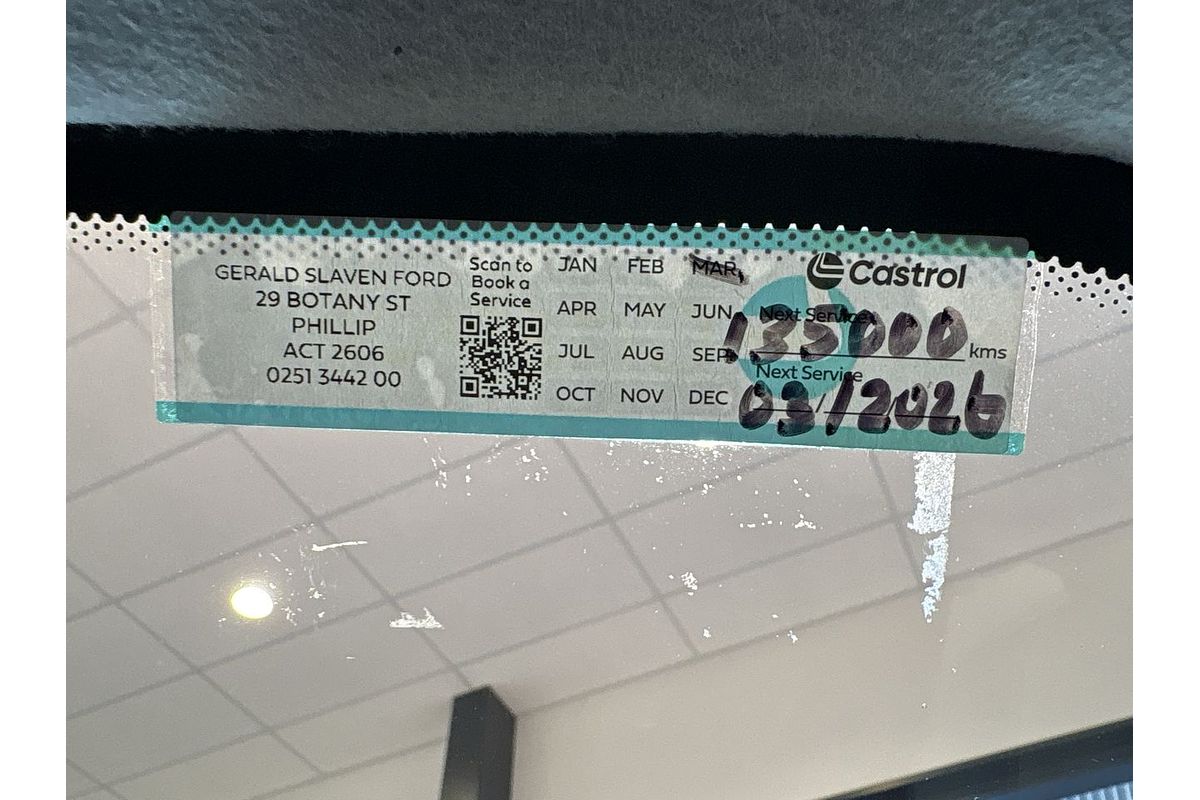 GERALD SLAVEN FORD
29 BOTANY ST
PHILLIP
ACT 2606
0251 3442 00
Scan to
Book a
Service
JAN FEB MAR
APR MAY JUN
JUL AUG SEP
OCT NOV DEC
Castrol
Next Service
135000 kms
Next Service
03/2026